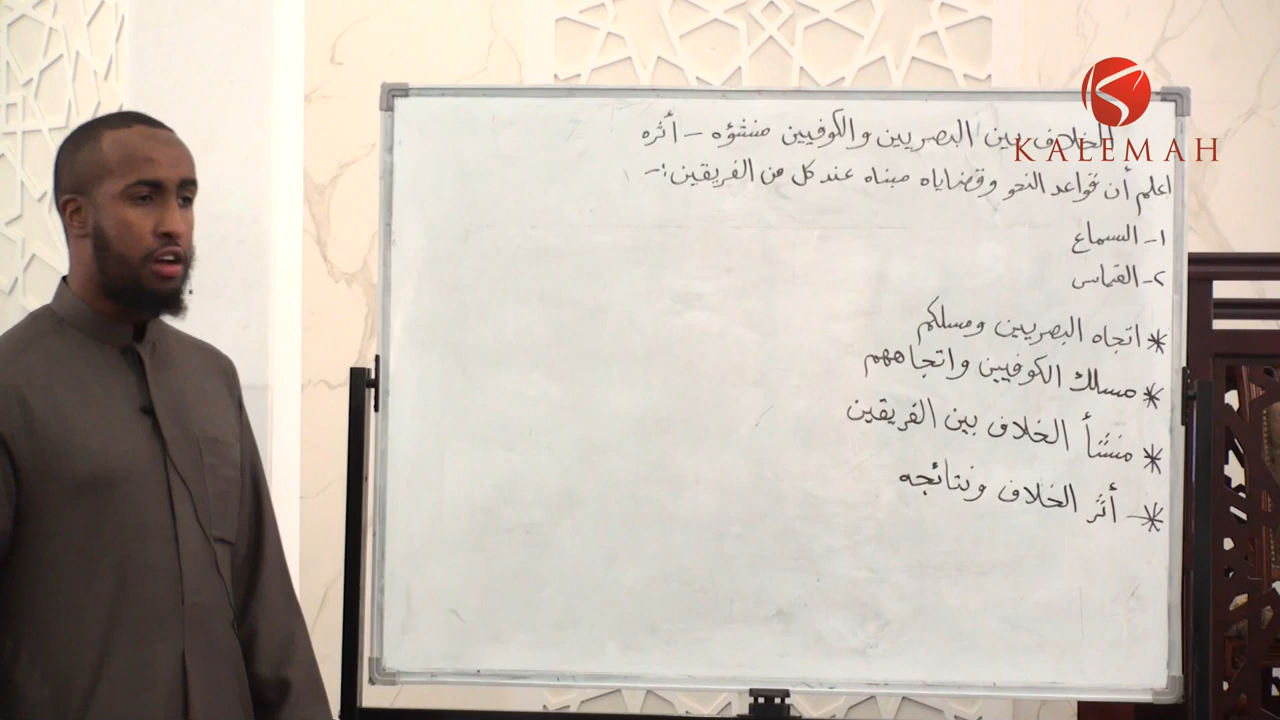 الخلاف بين البصريين والكوفيين منشؤه - أثره
KALEMAH
اعلم أن قواعد النحو وقضاياه مبناه عند كل من الفريقين :-
١- السماع
٢- القياس
* اتجاه البصريين ومسلكم
* مسلك الكوفيين واتجاههم
* منشأ الخلاف بين الفريقين
* أثر الخلاف ونتائجه